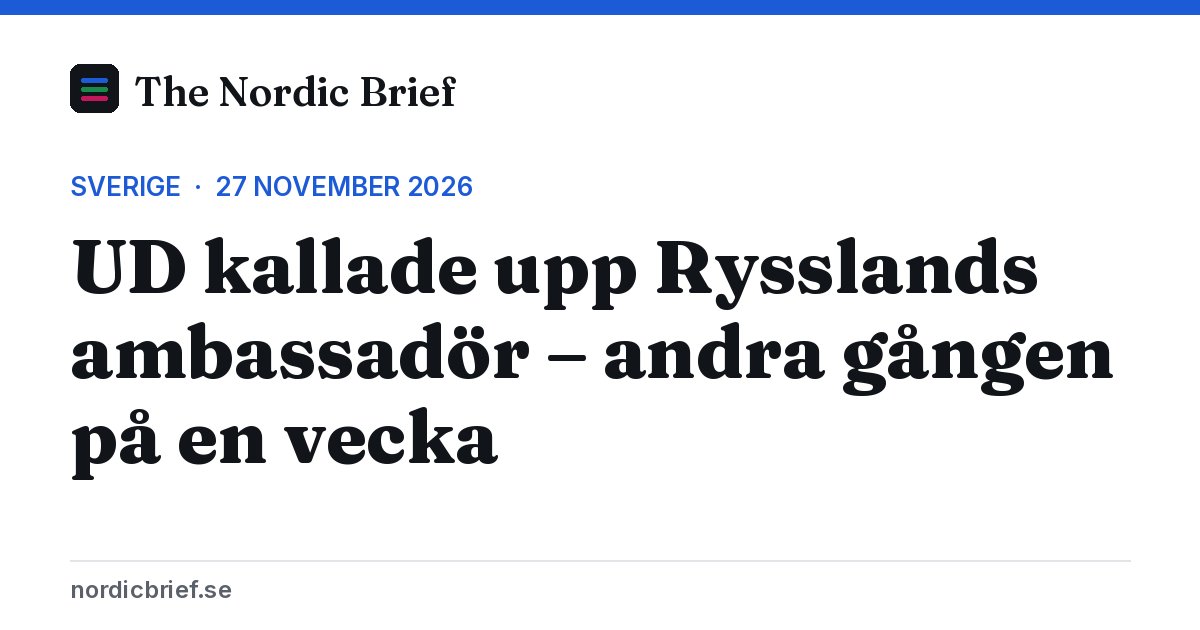 The Nordic Brief
SVERIGE · 27 NOVEMBER 2026
UD kallade upp Rysslands
ambassadör – andra gången
på en vecka
nordicbrief.se